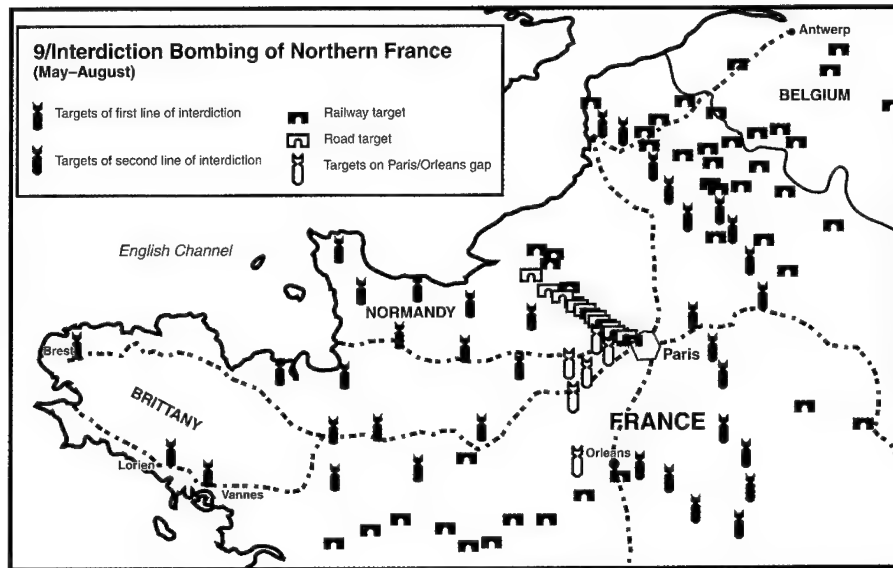 9/Interdiction Bombing of Northern France
(May–August)
Targets of first line of interdiction
Targets of second line of interdiction
Railway target
Road target
Targets on Paris/Orleans gap
Antwerp
BELGIUM
English Channel
NORMANDY
Brest
Paris
BRITTANY
FRANCE
Orleans
Lorien
Vannes